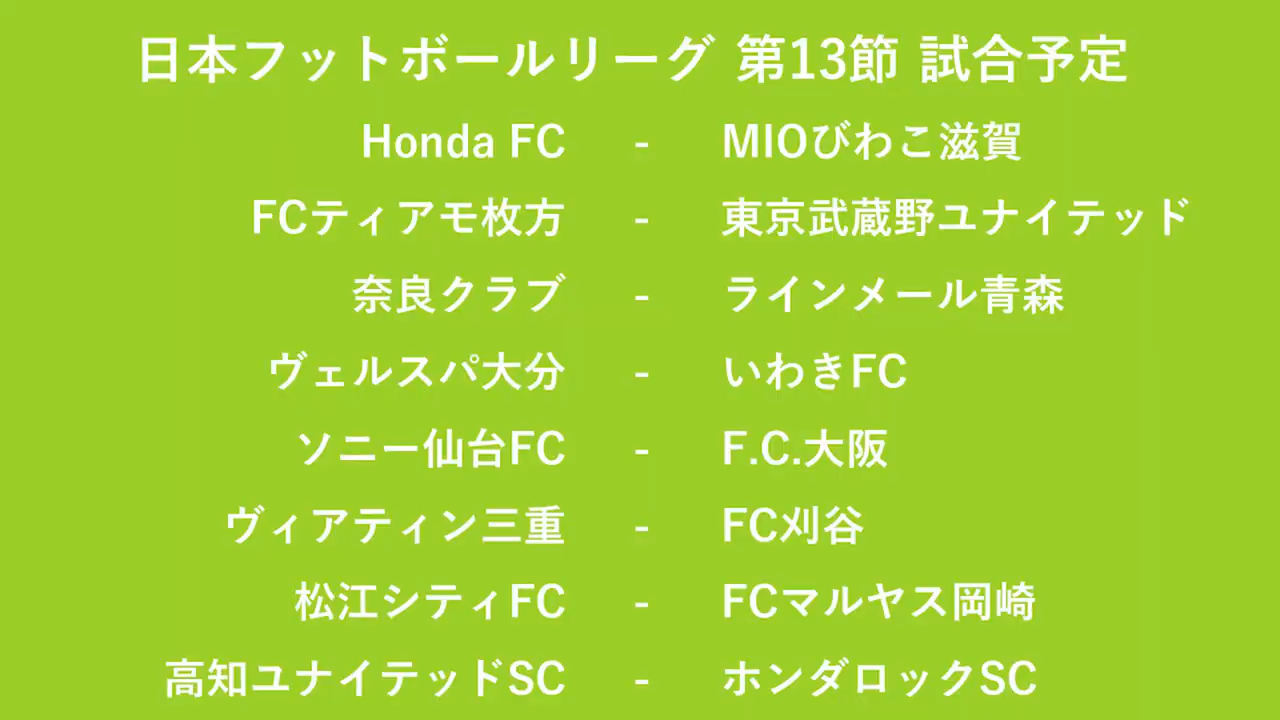 日本フットボールリーグ 第13節 試合予定
Honda FC - MIOびわこ滋賀
FCティアモ枚方 - 東京武蔵野ユナイテッド
奈良クラブ - ラインメール青森
ヴェルスパ大分 - いわきFC
ソニー仙台FC - F.C.大阪
ヴィアティン三重 - FC刈谷
松江シティFC - FCマルヤス岡崎
高知ユナイテッドSC - ホンダロックSC